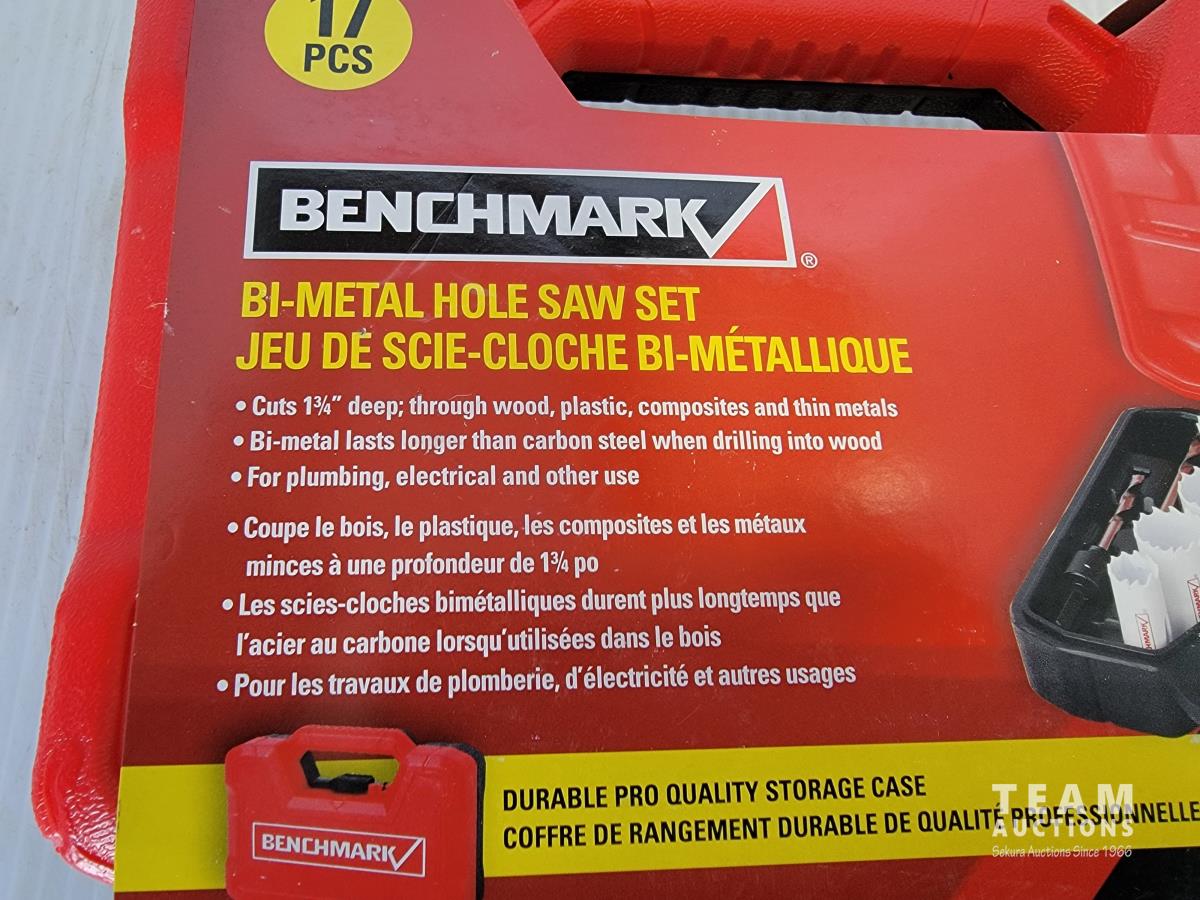 17
PCS
BENCHMARK
®
BI-METAL HOLE SAW SET
JEU DE SCIE-CLOCHE BI-MÉTALLIQUE
• Cuts 1¾" deep; through wood, plastic, composites and thin metals
• Bi-metal lasts longer than carbon steel when drilling into wood
• For plumbing, electrical and other use
• Coupe le bois, le plastique, les composites et les métaux
minces à une profondeur de 1¾ po
• Les scies-cloches bimétalliques durent plus longtemps que
l'acier au carbone lorsqu'utilisées dans le bois
• Pour les travaux de plomberie, d'électricité et autres usages
BENCHMARK
DURABLE PRO QUALITY STORAGE CASE
COFFRE DE RANGEMENT DURABLE DE QUALITÉ PROFESSIONNELLE
TEAM
AUCTIONS
Sekura Auctions Since 1966